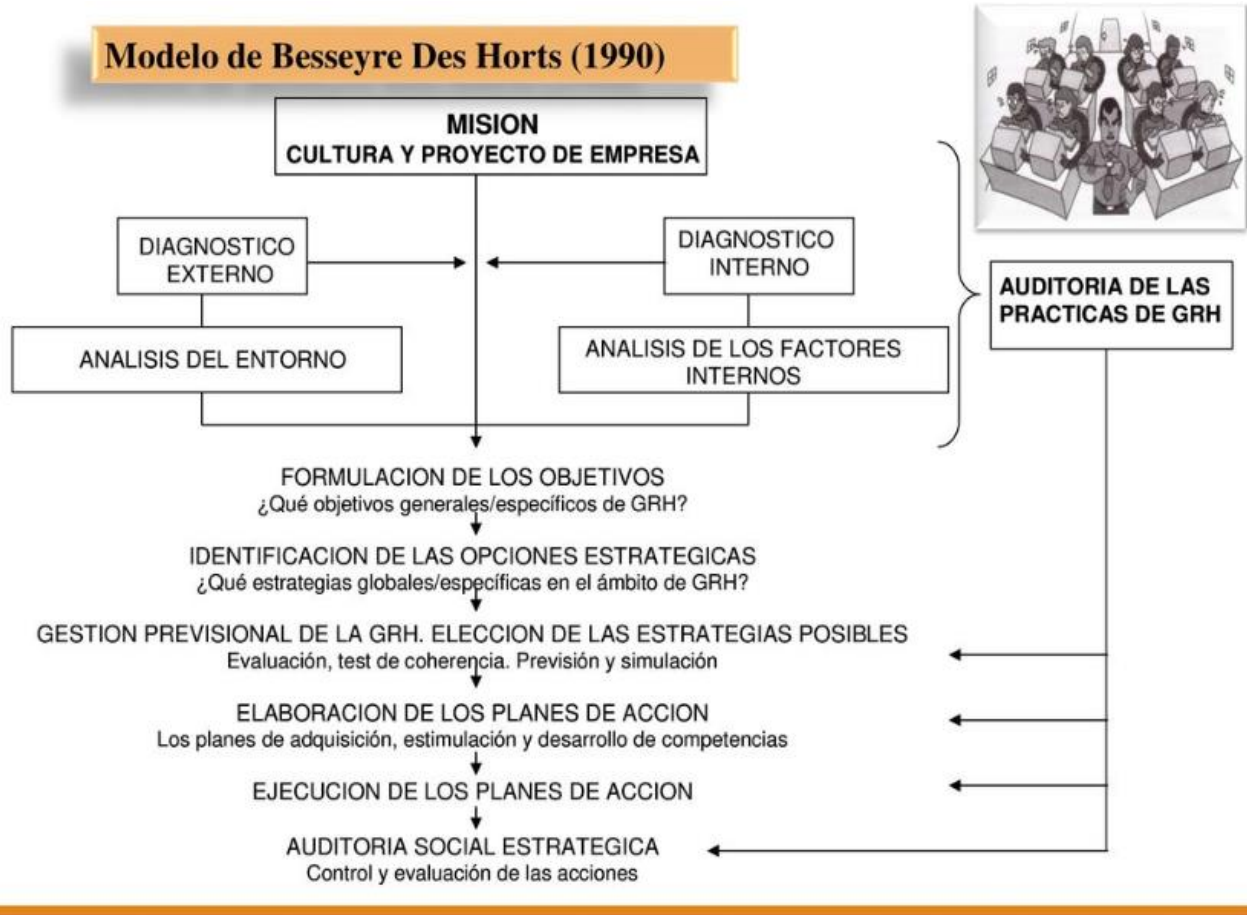 Modelo de Besseyre Des Horts (1990)
MISION
CULTURA Y PROYECTO DE EMPRESA
DIAGNOSTICO
EXTERNO
DIAGNOSTICO
INTERNO
ANALISIS DEL ENTORNO
ANALISIS DE LOS FACTORES
INTERNOS
AUDITORIA DE LAS
PRACTICAS DE GRH
FORMULACION DE LOS OBJETIVOS
¿Qué objetivos generales/específicos de GRH?
IDENTIFICACION DE LAS OPCIONES ESTRATEGICAS
¿Qué estrategias globales/específicas en el ámbito de GRH?
GESTION PREVISIONAL DE LA GRH. ELECCION DE LAS ESTRATEGIAS POSIBLES
Evaluación, test de coherencia. Previsión y simulación
ELABORACION DE LOS PLANES DE ACCION
Los planes de adquisición, estimulación y desarrollo de competencias
EJECUCION DE LOS PLANES DE ACCION
AUDITORIA SOCIAL ESTRATEGICA
Control y evaluación de las acciones